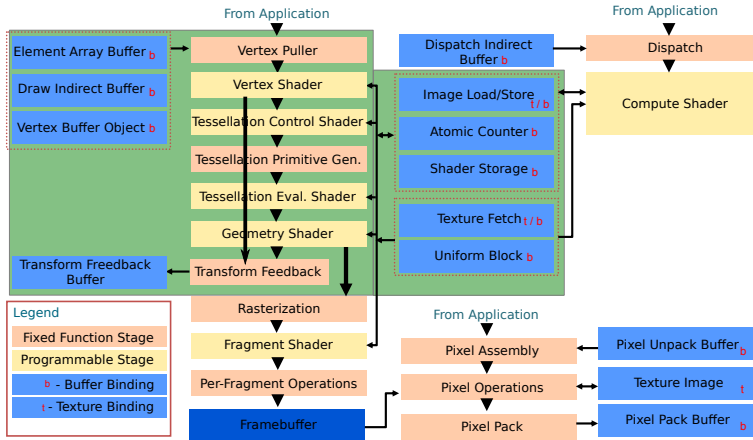 From Application
Element Array Buffer b
Draw Indirect Buffer b
Vertex Buffer Object b
Vertex Puller
Vertex Shader
Tessellation Control Shader
Tessellation Primitive Gen.
Tessellation Eval. Shader
Geometry Shader
Transform Feedback
Transform Freedback
Buffer
Rasterization
Fragment Shader
Per-Fragment Operations
Framebuffer
Dispatch Indirect
Buffer b
Image Load/Store t / b
Atomic Counter b
Shader Storage b
Texture Fetch t / b
Uniform Block b
From Application
Dispatch
Compute Shader
Legend
Fixed Function Stage
Programmable Stage
b - Buffer Binding
t - Texture Binding
From Application
Pixel Assembly
Pixel Operations
Pixel Pack
Pixel Unpack Buffer b
Texture Image t
Pixel Pack Buffer b